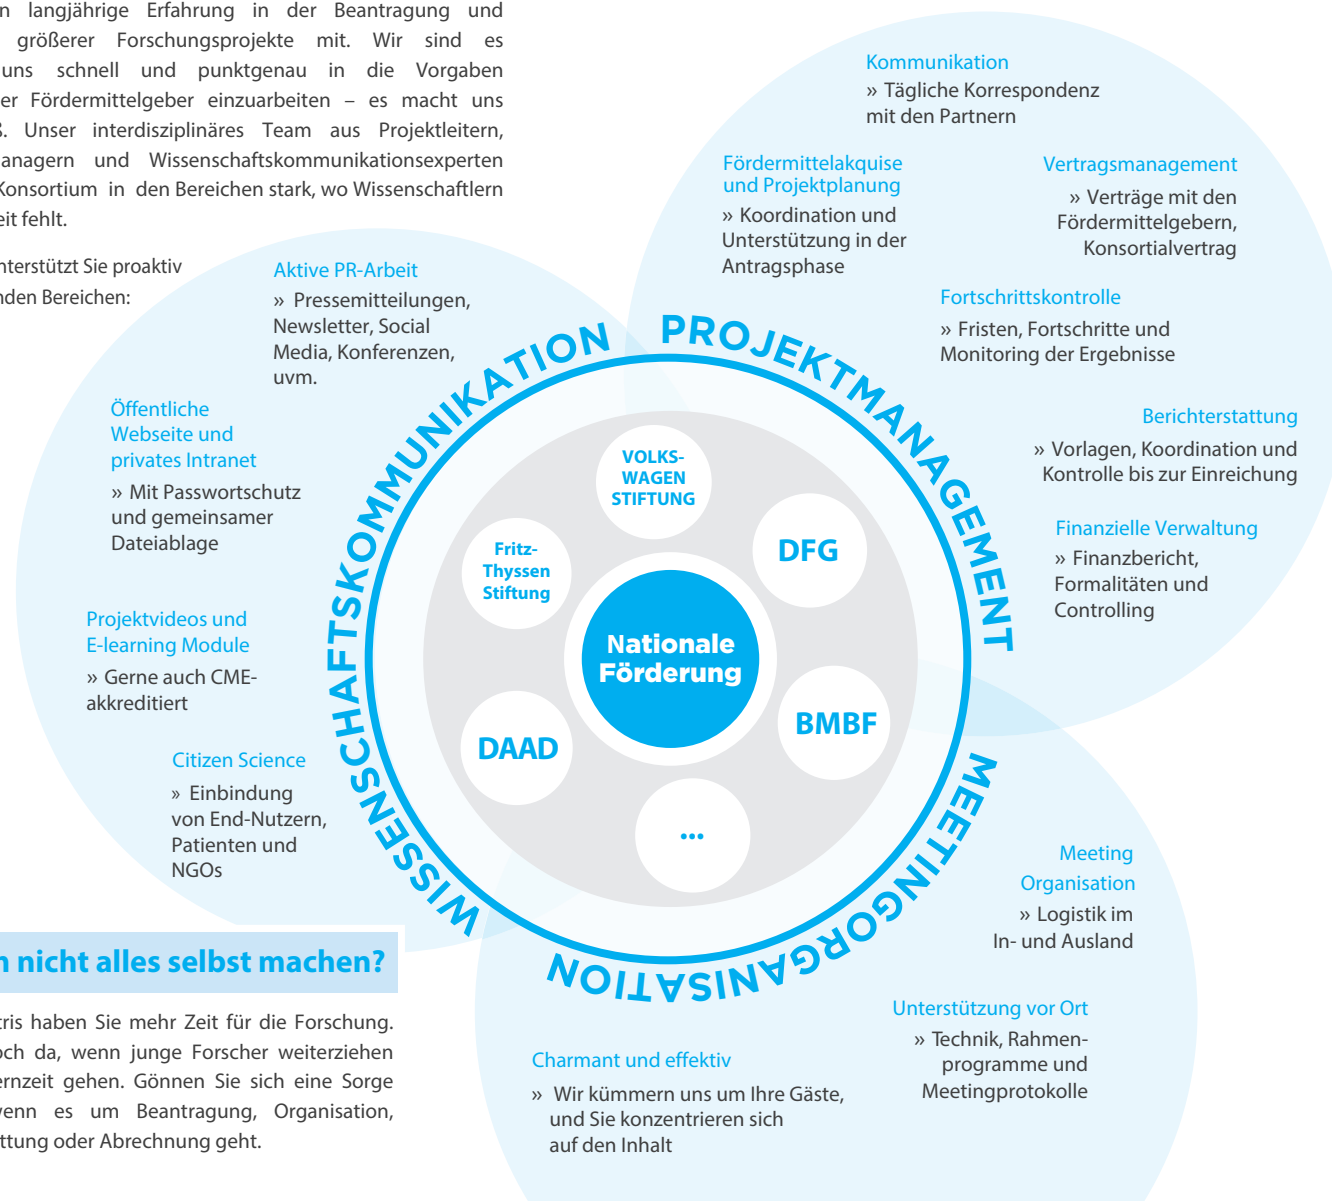 langjährige Erfahrung in der Beantragung und
größerer Forschungsprojekte mit. Wir sind es
uns schnell und punktgenau in die Vorgaben
Fördermittelgeber einzuarbeiten – es macht uns
Unser interdisziplinäres Team aus Projektleitern,
und Wissenschaftskommunikationsexperten
Konsortium in den Bereichen stark, wo Wissenschaftlern
fehlt.
Sie proaktiv
Bereichen:
Kommunikation
» Tägliche Korrespondenz
mit den Partnern
Fördermittelakquise
und Projektplanung
» Koordination und
Unterstützung in der
Antragsphase
Vertragsmanagement
» Verträge mit den
Fördermittelgebern,
Konsortialvertrag
Fortschrittskontrolle
» Fristen, Fortschritte und
Monitoring der Ergebnisse
Berichterstattung
» Vorlagen, Koordination und
Kontrolle bis zur Einreichung
Finanzielle Verwaltung
» Finanzbericht,
Formalitäten und
Controlling
Aktive PR-Arbeit
» Pressemitteilungen,
Newsletter, Social
Media, Konferenzen,
uvm.
Öffentliche
Webseite und
privates Intranet
» Mit Passwortschutz
und gemeinsamer
Dateiablage
Projektvideos und
E-learning Module
» Gerne auch CME-
akkreditiert
Citizen Science
» Einbindung
von End-Nutzern,
Patienten und
NGOs
WISSENSCHAFTSKOMMUNIKATION
PROJEKTMANAGEMENT
MEETINGORGANISATION
VOLKS-
WAGEN
STIFTUNG
DFG
Fritz-
Thyssen
Stiftung
Nationale
Förderung
BMBF
DAAD
...
Meeting
Organisation
» Logistik im
In- und Ausland
Unterstützung vor Ort
» Technik, Rahmen-
programme und
Meetingprotokolle
Charmant und effektiv
» Wir kümmern uns um Ihre Gäste,
und Sie konzentrieren sich
auf den Inhalt
nicht alles selbst machen?
haben Sie mehr Zeit für die Forschung.
da, wenn junge Forscher weiterziehen
gehen. Gönnen Sie sich eine Sorge
wenn es um Beantragung, Organisation,
oder Abrechnung geht.